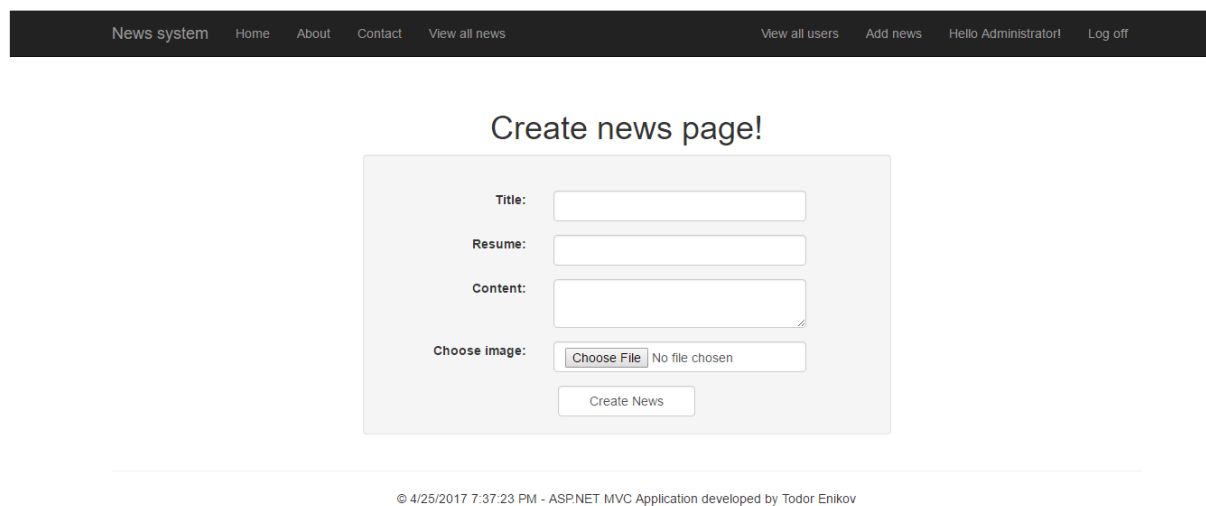 News system Home About Contact View all news View all users Add news Hello Administrator! Log off
Create news page!
Title:
Resume:
Content:
Choose image: Choose File No file chosen
Create News
© 4/25/2017 7:37:23 PM - ASP.NET MVC Application developed by Todor Enikov